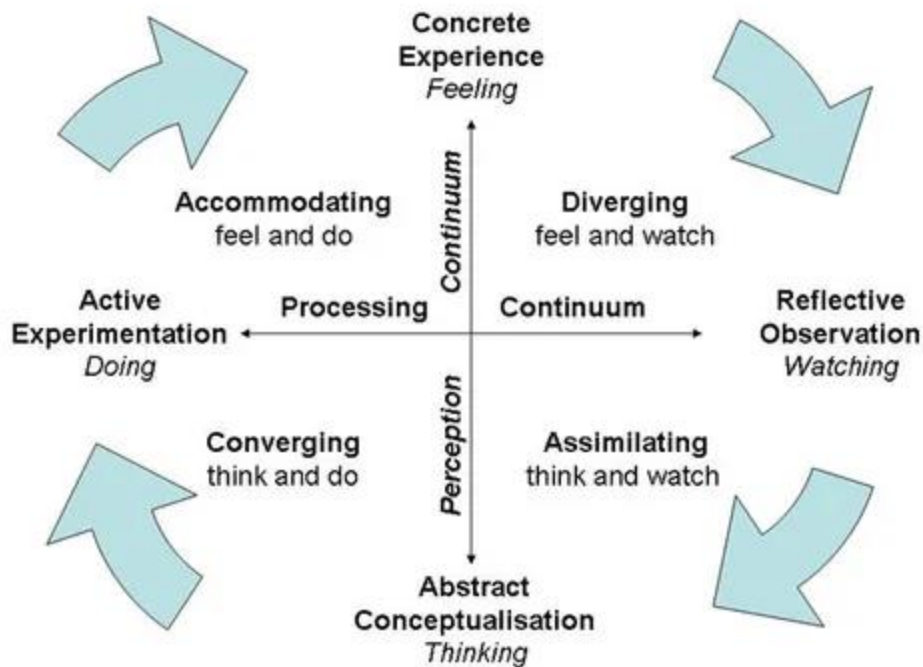 Concrete
Experience
Feeling
Accommodating
feel and do
Continuum
Diverging
feel and watch
Active
Experimentation
Doing
Processing
Continuum
Reflective
Observation
Watching
Converging
think and do
Perception
Assimilating
think and watch
Abstract
Conceptualisation
Thinking